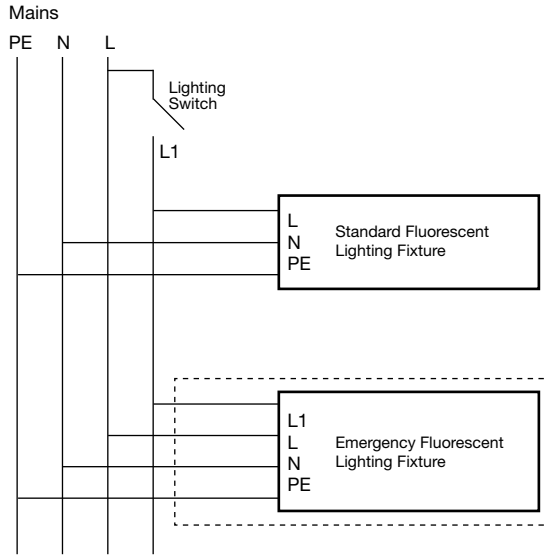 Mains
PE N L
Lighting
Switch
L1
L
N
PE
Standard Fluorescent
Lighting Fixture
L1
L
N
PE
Emergency Fluorescent
Lighting Fixture